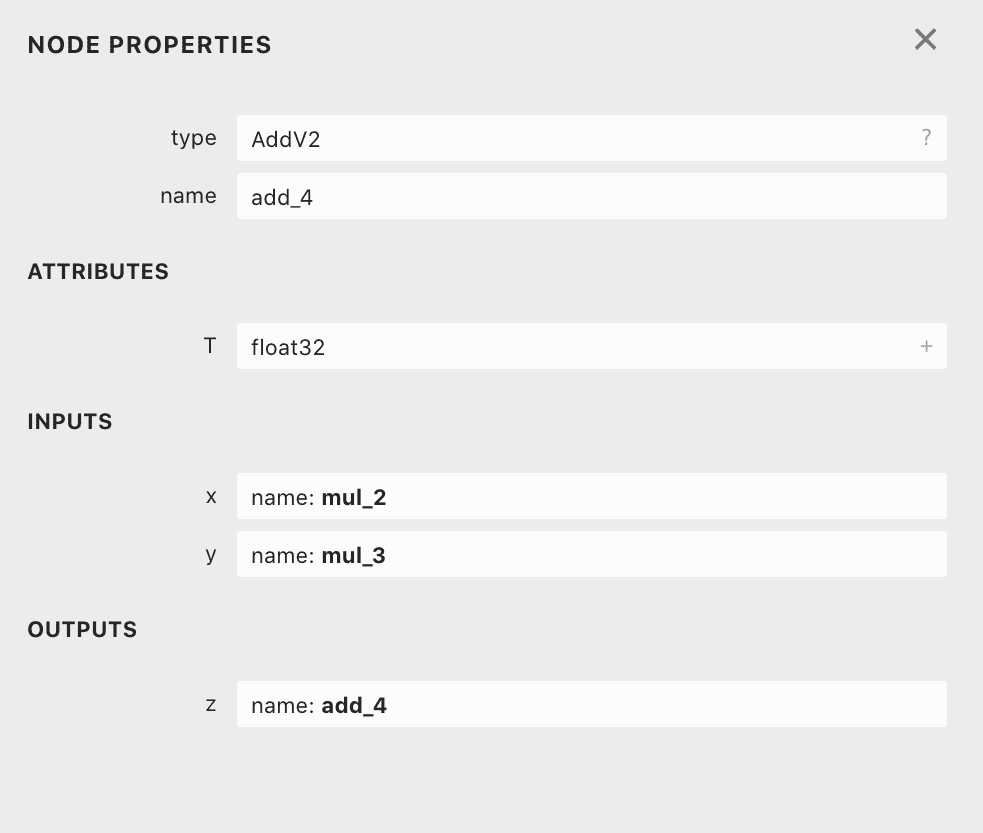 NODE PROPERTIES
type AddV2 ?
name add_4
ATTRIBUTES
T float32 +
INPUTS
x name: mul_2
y name: mul_3
OUTPUTS
z name: add_4